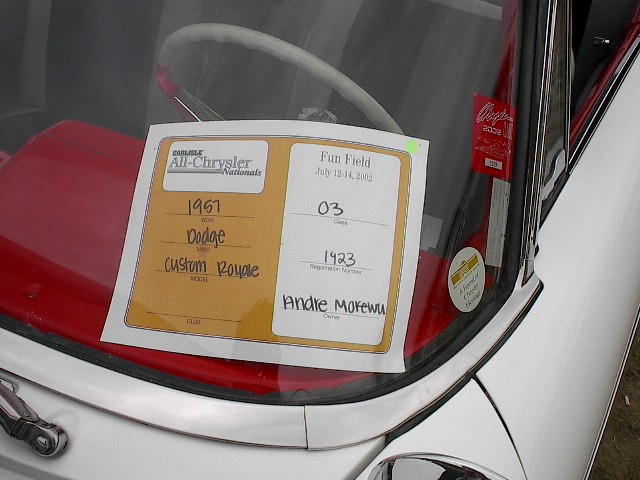 CARLISLE
All-Chrysler
Nationals
1957
YEAR
Dodge
MAKE
Custom Royale
MODEL
CLUB
Fun Field
July 12-14, 2002
03
Class
1423
Registration Number
Andre Morewu
Owner
2002